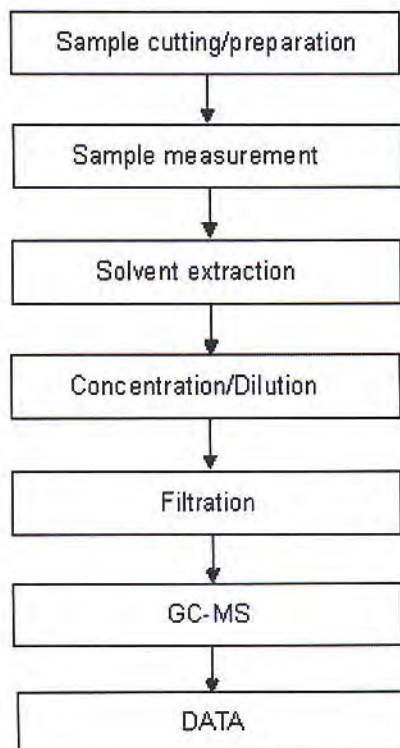 Sample cutting/preparation
Sample measurement
Solvent extraction
Concentration/Dilution
Filtration
GC-MS
DATA